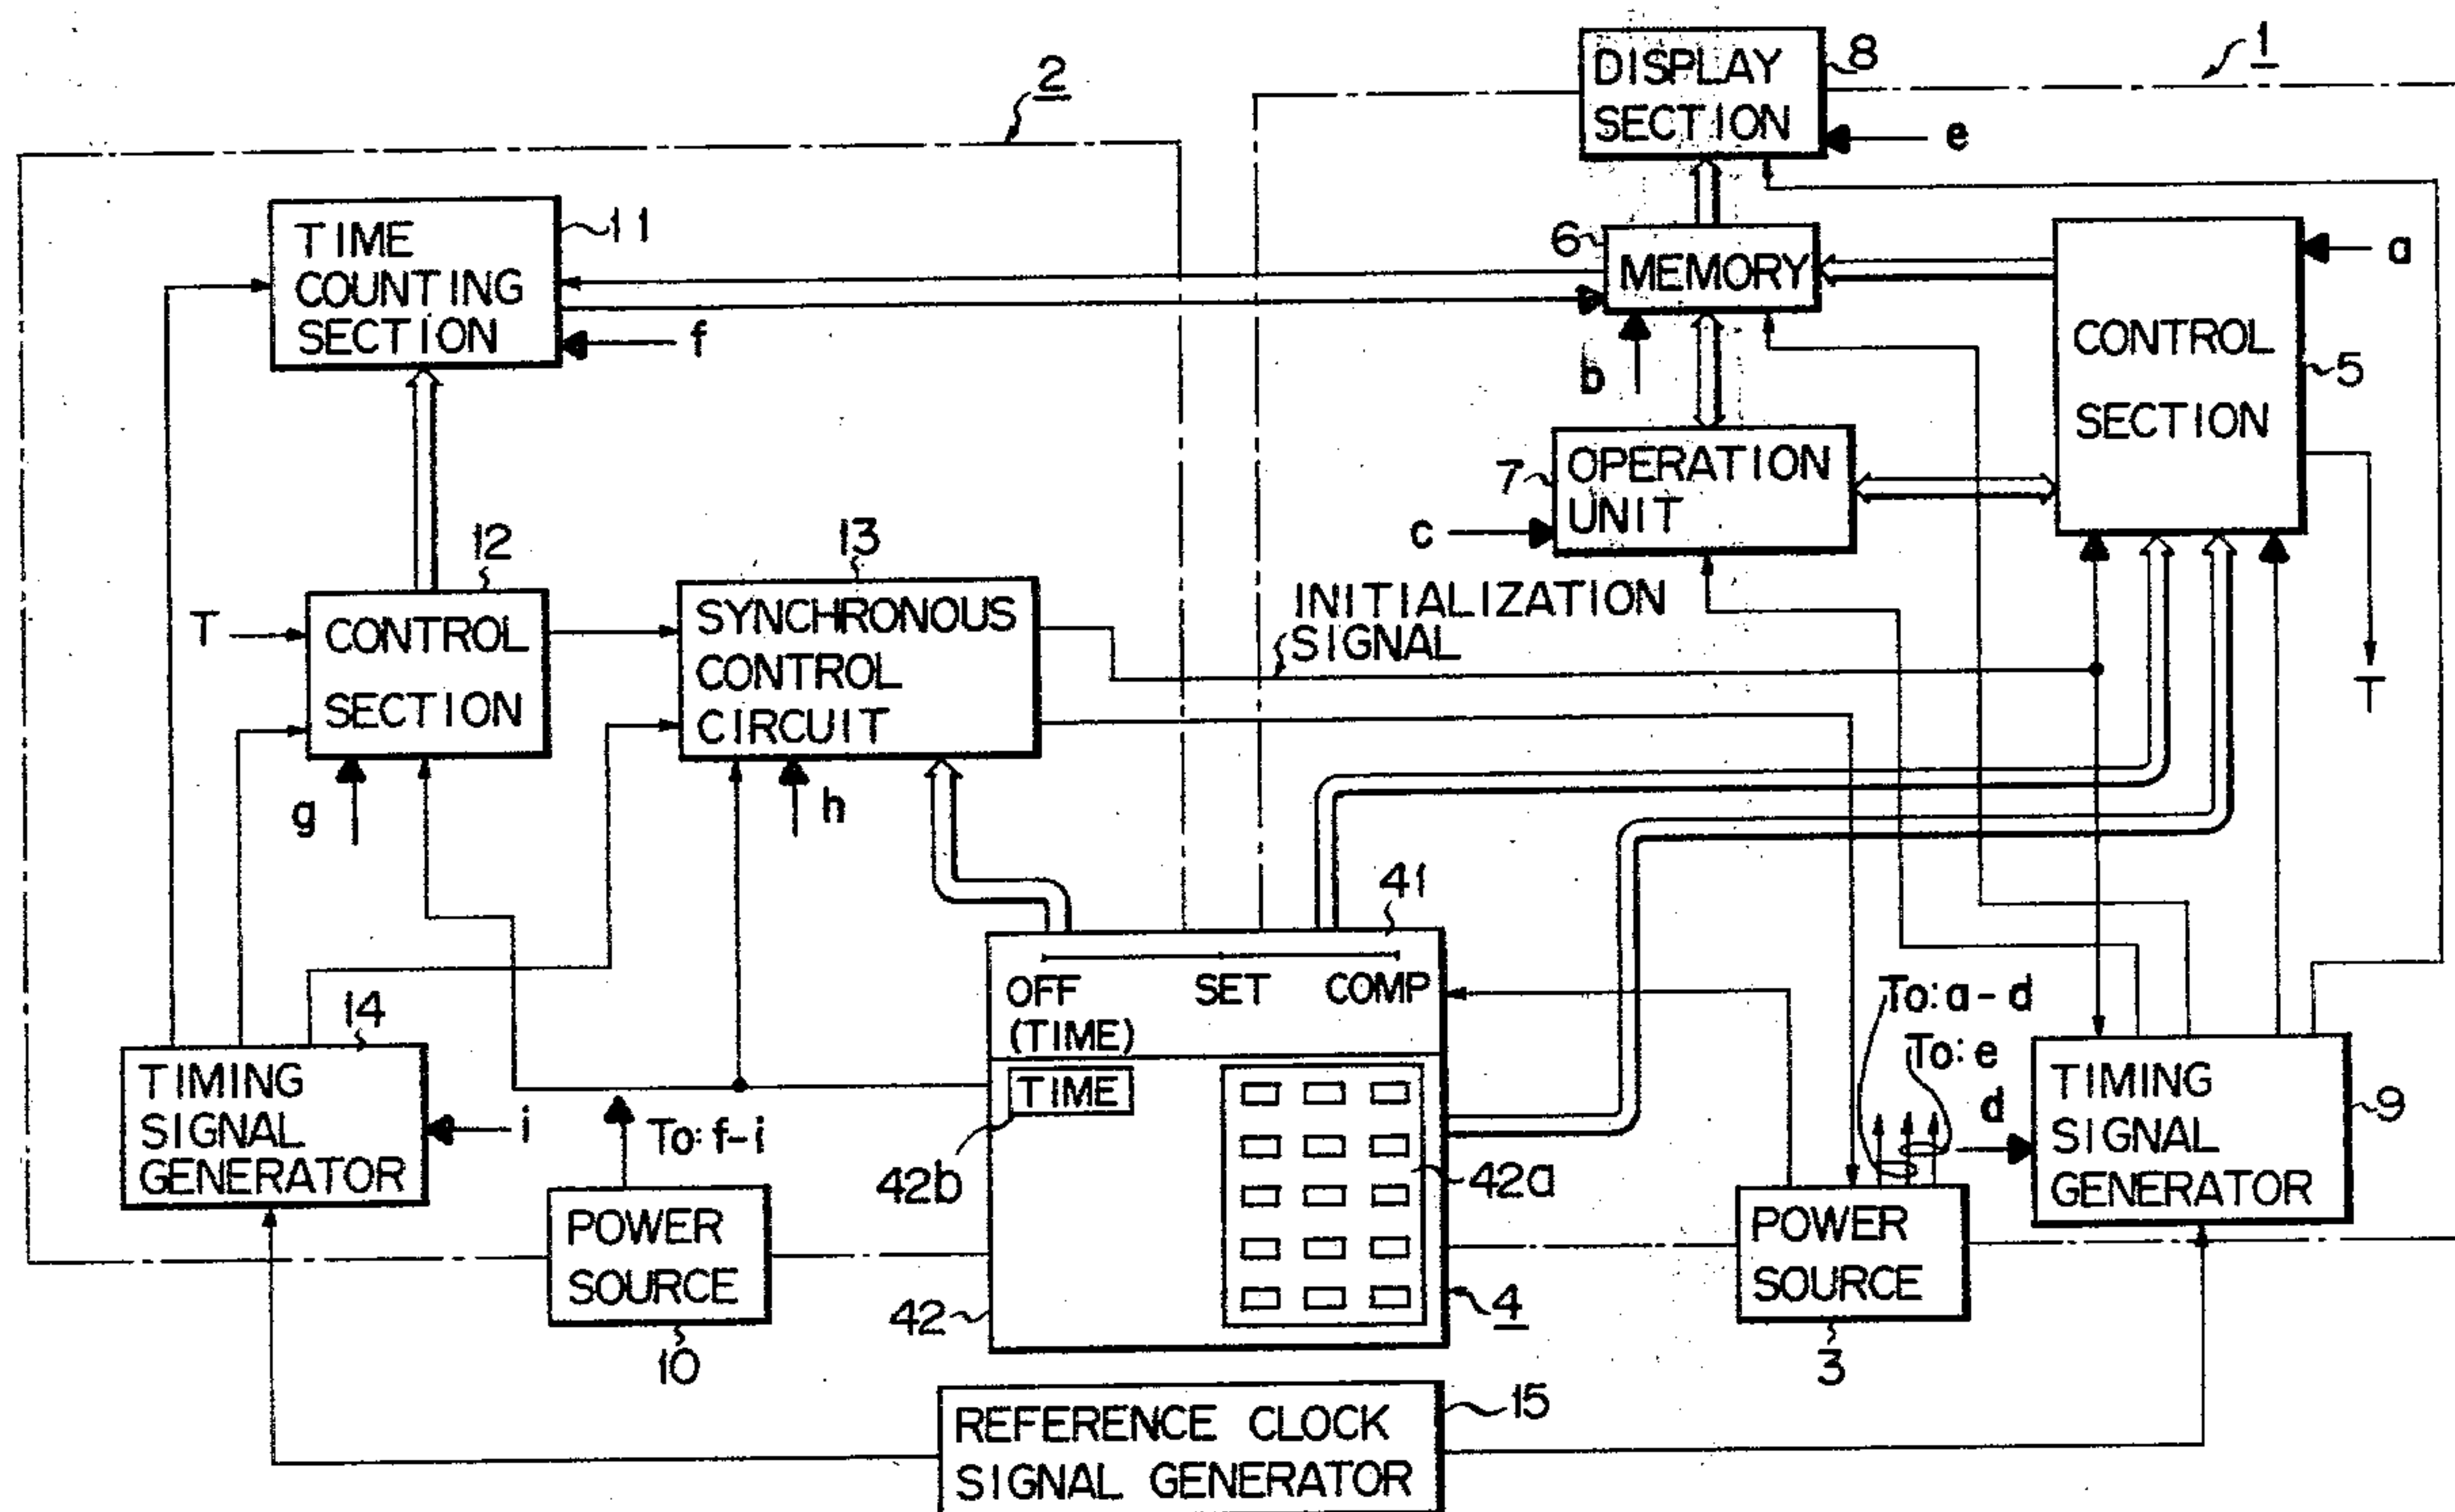 1
2
DISPLAY
SECTION
8
e
TIME
COUNTING
SECTION
11
f
6
MEMORY
b
a
CONTROL
SECTION
5
7
OPERATION
UNIT
c
T
12
T
CONTROL
SECTION
g
13
SYNCHRONOUS
CONTROL
CIRCUIT
h
INITIALIZATION
SIGNAL
41
OFF
(TIME)
SET
COMP
TIME
42b
42a
42
4
14
TIMING
SIGNAL
GENERATOR
i
To: f-i
POWER
SOURCE
10
To: a-d
To: e
d
POWER
SOURCE
3
TIMING
SIGNAL
GENERATOR
9
REFERENCE CLOCK
SIGNAL GENERATOR
15